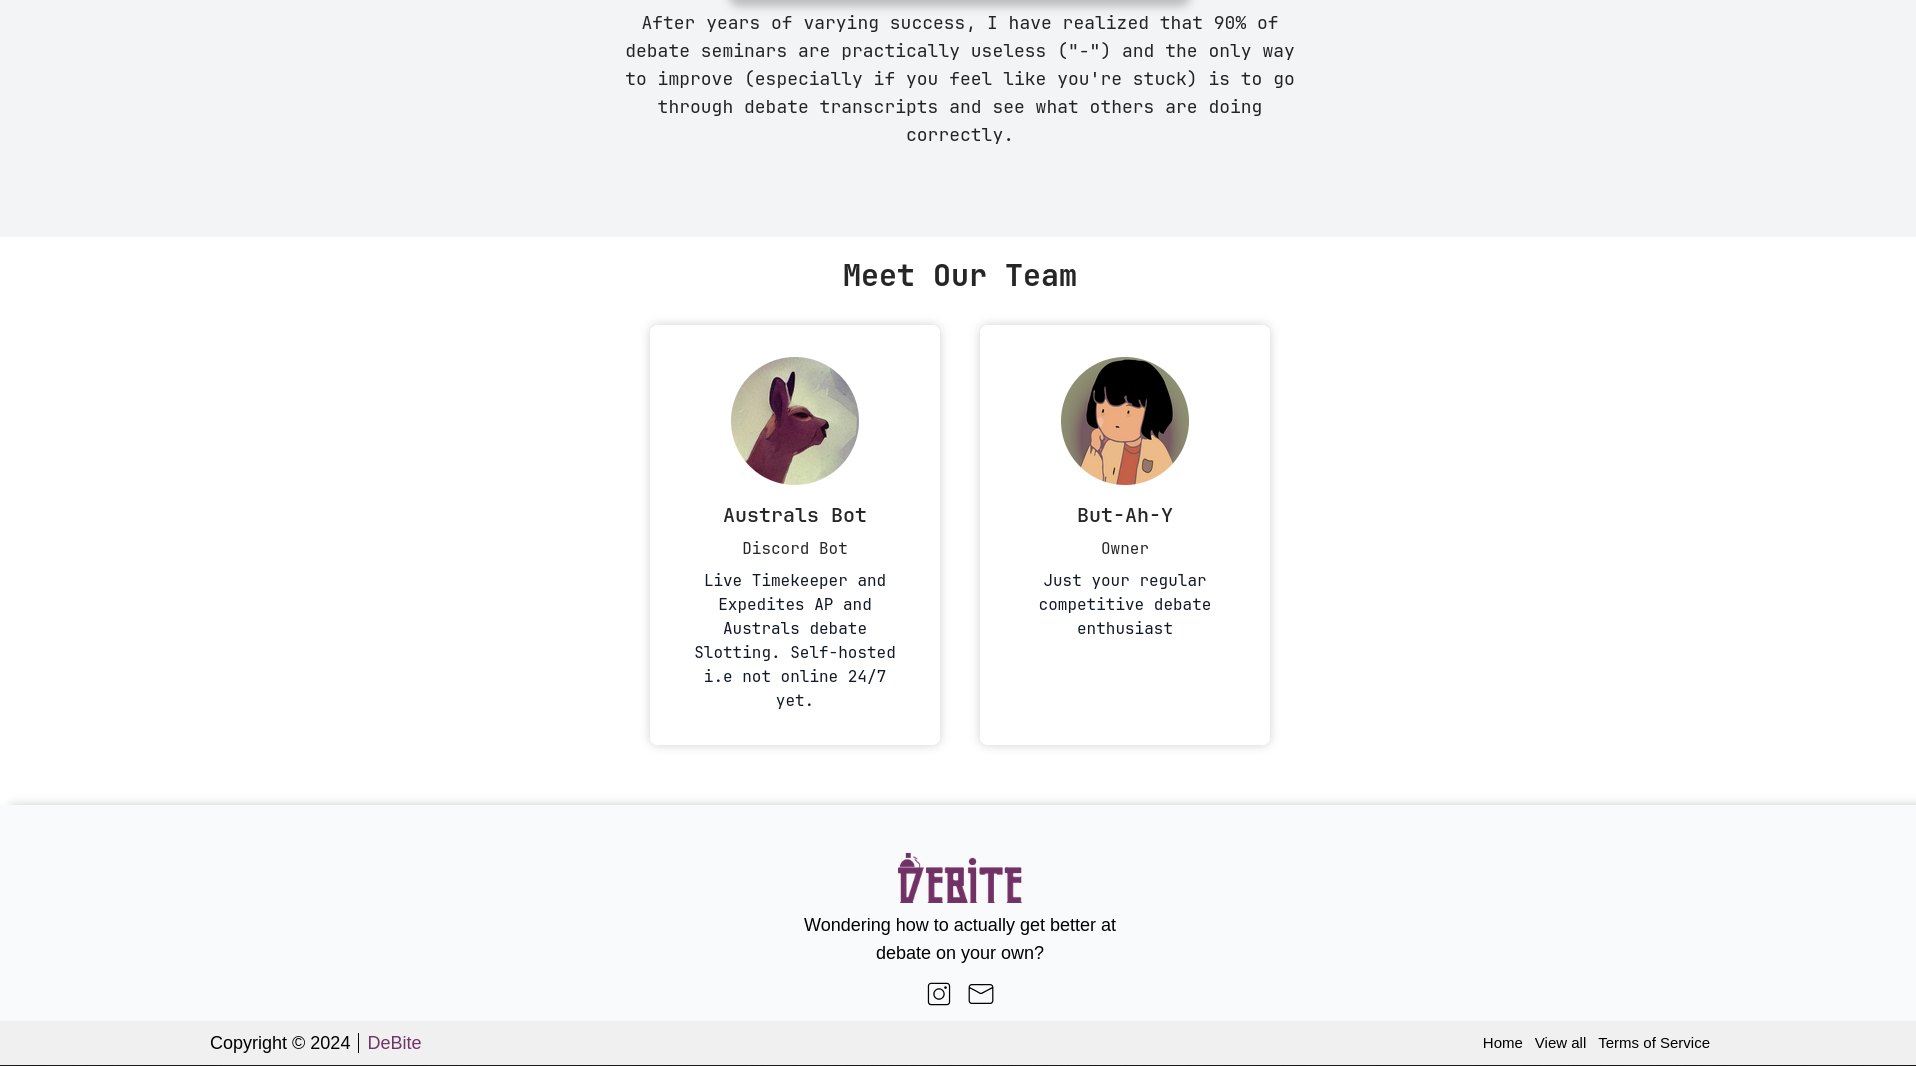 After years of varying success, I have realized that 90% of
debate seminars are practically useless ("-") and the only way
to improve (especially if you feel like you're stuck) is to go
through debate transcripts and see what others are doing
correctly.
Meet Our Team
Australs Bot
Discord Bot
Live Timekeeper and
Expedites AP and
Australs debate
Slotting. Self-hosted
i.e not online 24/7
yet.
But-Ah-Y
Owner
Just your regular
competitive debate
enthusiast
DEBiTE
Wondering how to actually get better at
debate on your own?
Copyright © 2024 | DeBite
Home View all Terms of Service